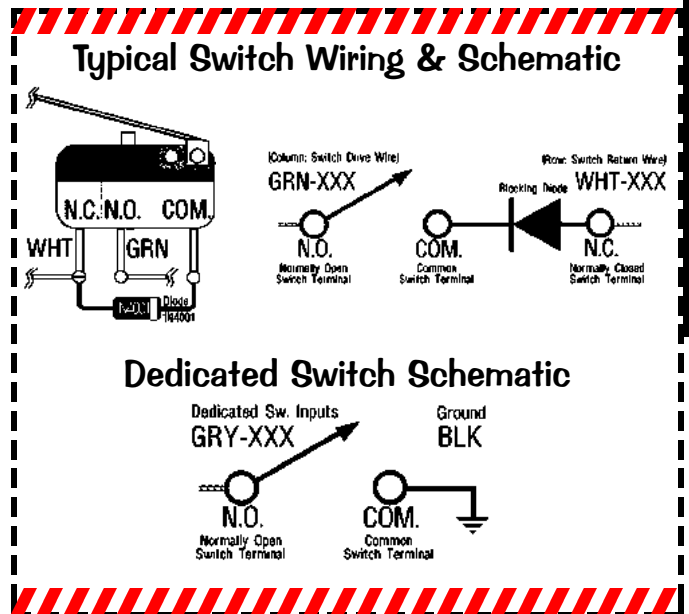 Typical Switch Wiring & Schematic
N.C. N.O. COM.
WHT GRN
Diode
1N4001
(Column: Switch Drive Wire)
GRN-XXX
(Row: Switch Return Wire)
WHT-XXX
Blocking Diode
N.O.
Normally Open
Switch Terminal
COM.
Common
Switch Terminal
N.C.
Normally Closed
Switch Terminal
Dedicated Switch Schematic
Dedicated Sw. Inputs
GRY-XXX
Ground
BLK
N.O.
Normally Open
Switch Terminal
COM.
Common
Switch Terminal